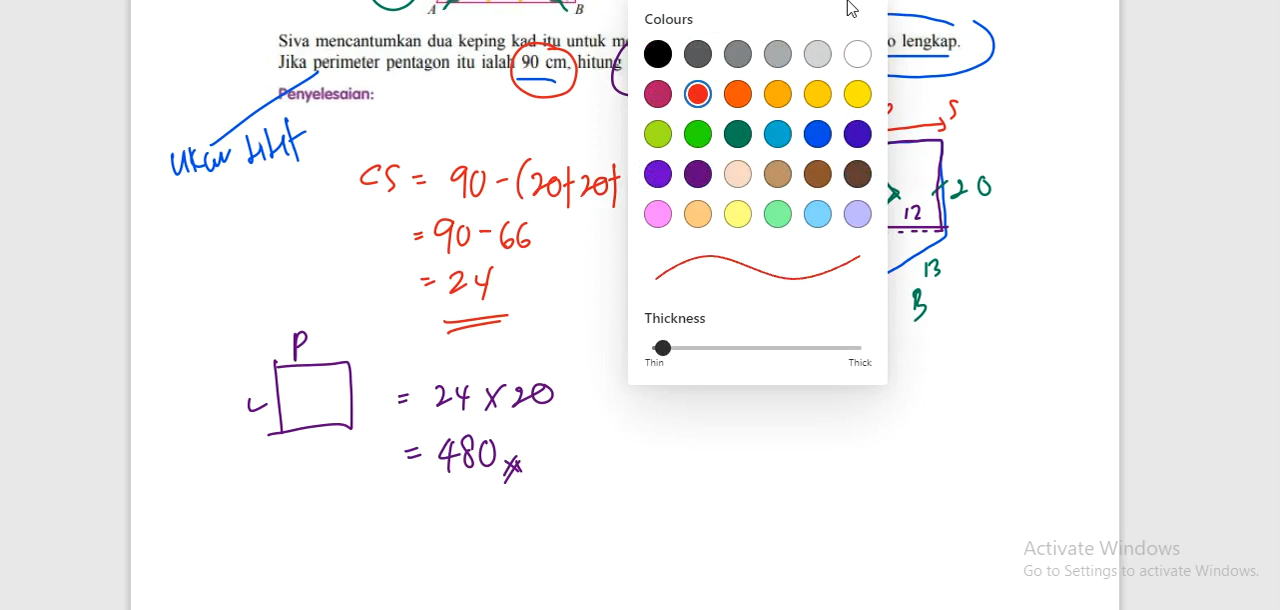 A B
Colours
Siva mencantumkan dua keping kad itu untuk m o lengkap.
Jika perimeter pentagon itu ialah 90 cm, hitung
Penyelesaian:
S
ukur lilit
CS = 90 - (20+20+
20
12
= 90 - 66
13
= 24
B
Thickness
Thin Thick
P
L
= 24 x 20
= 480
Activate Windows
Go to Settings to activate Windows.